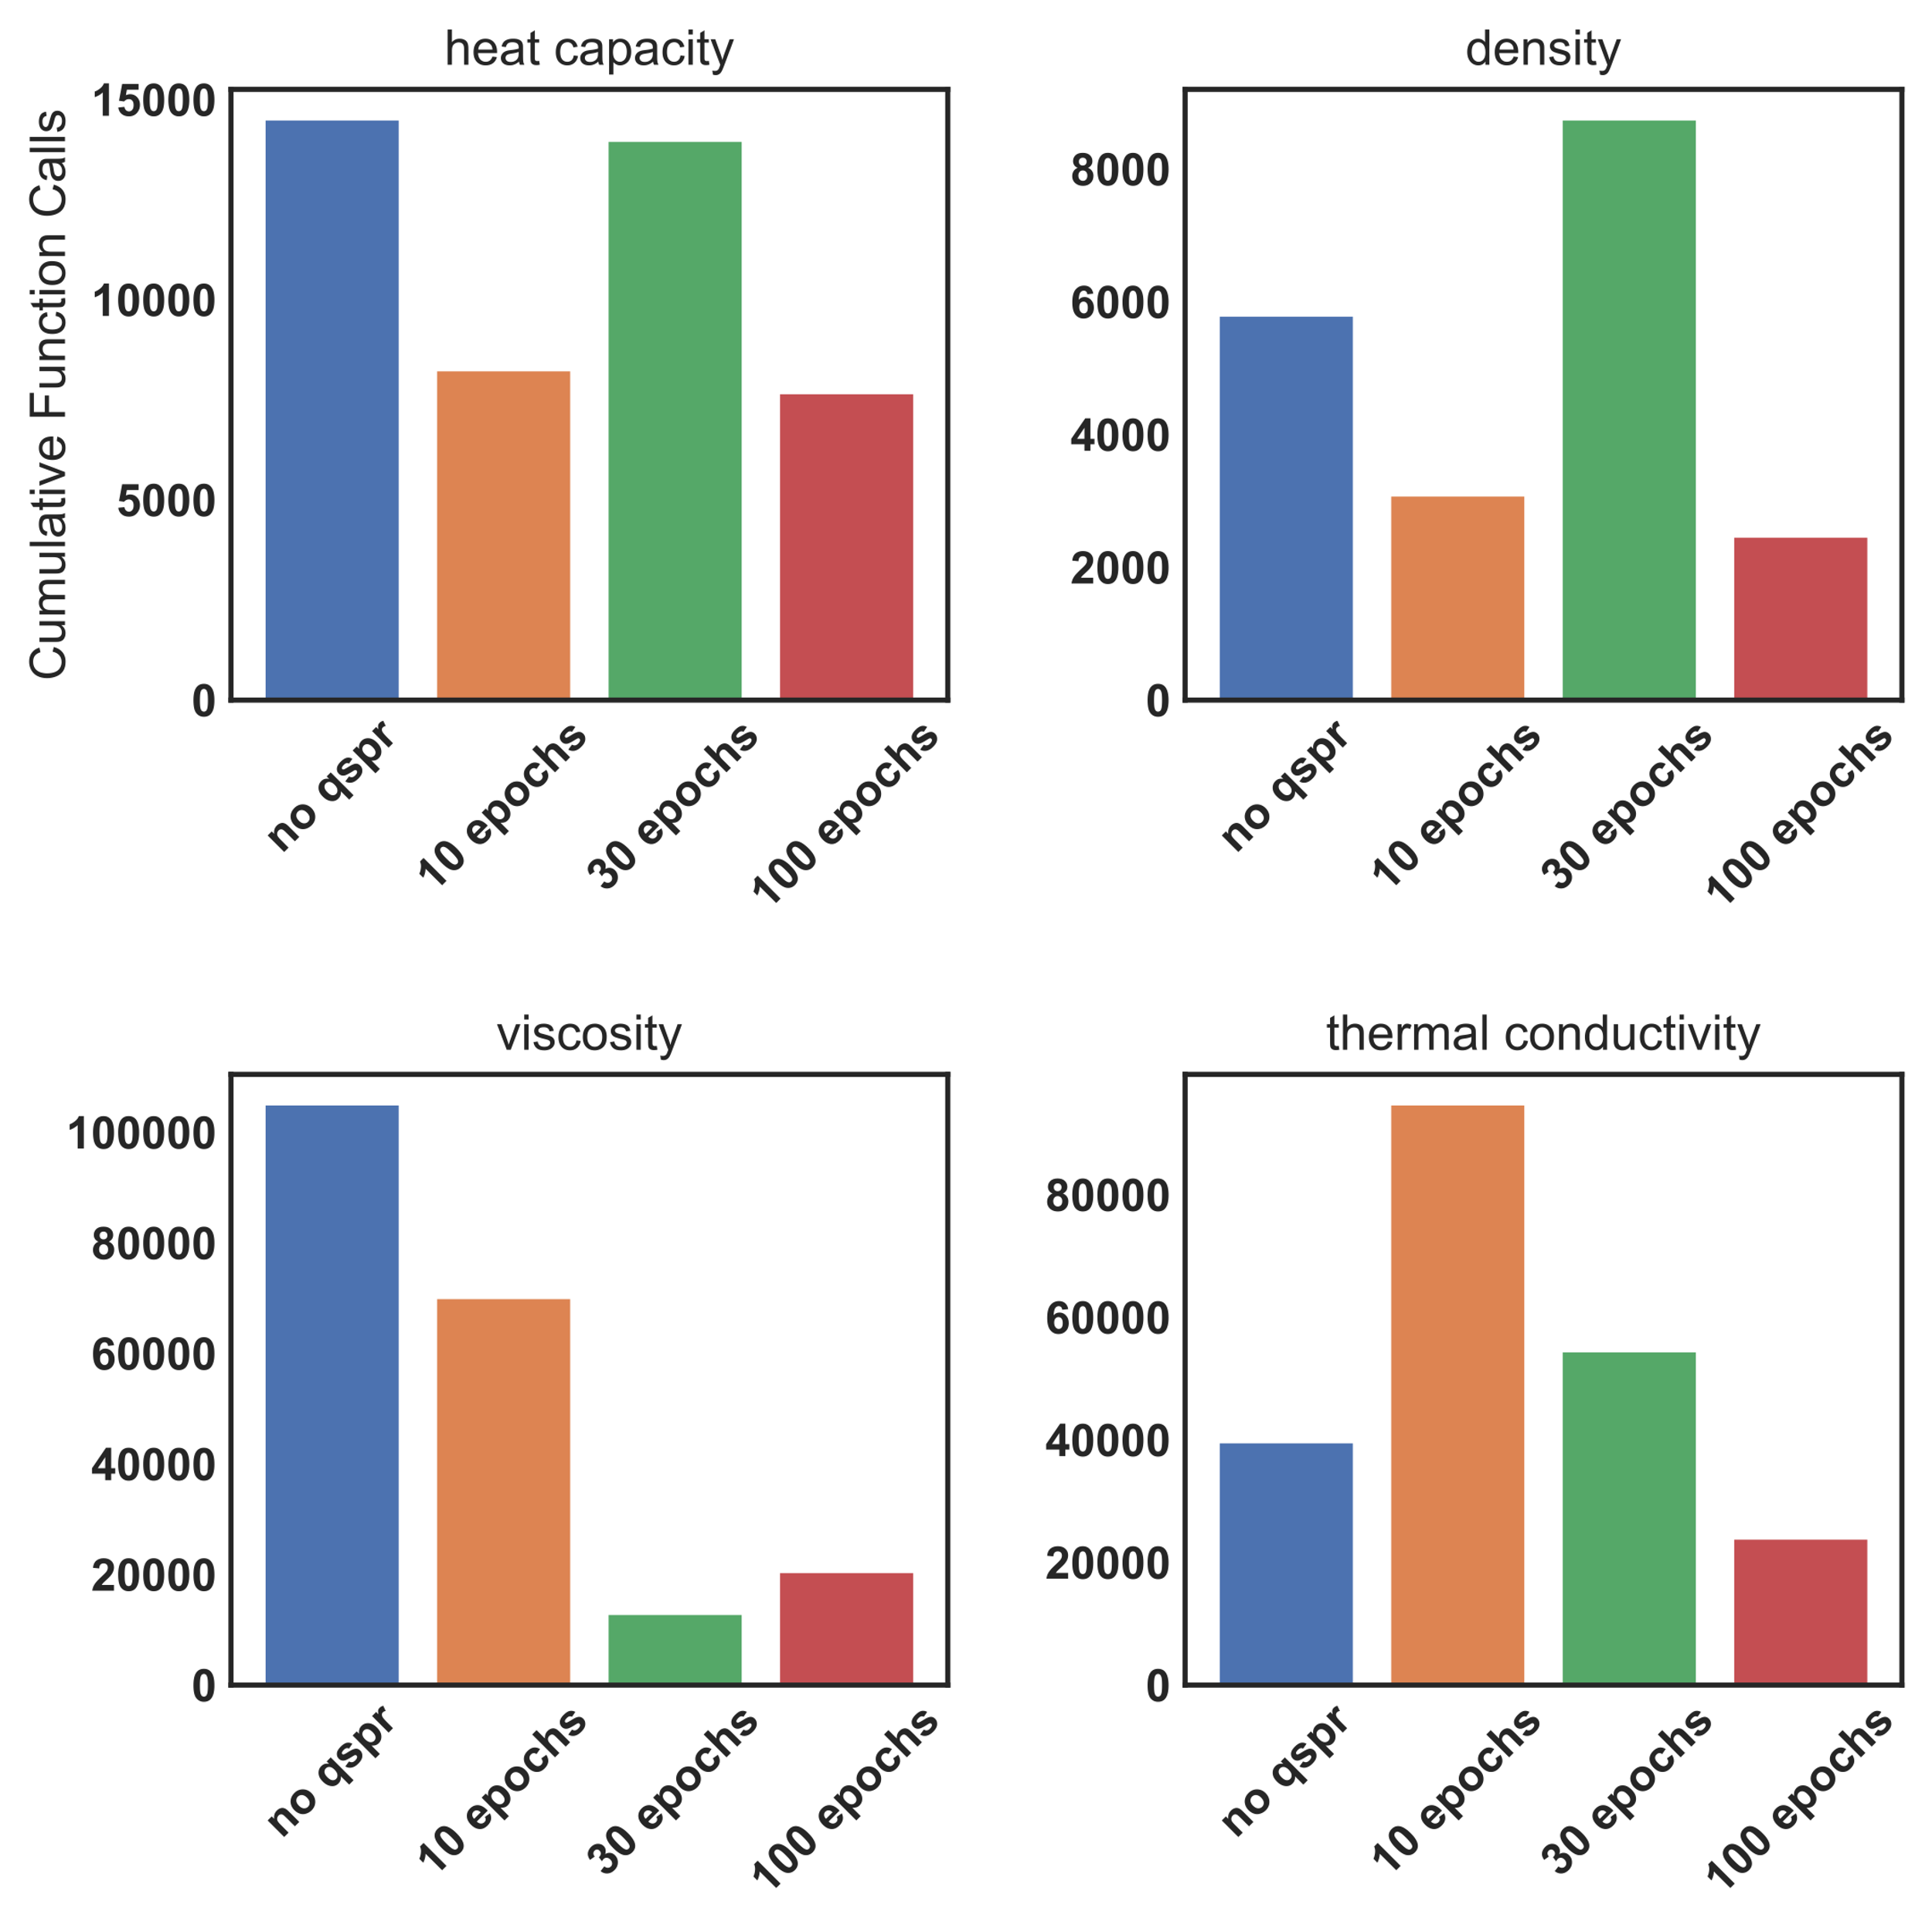 heat capacity
Cumulative Function Calls
15000
10000
5000
0
no qspr
10 epochs
30 epochs
100 epochs
density
8000
6000
4000
2000
0
no qspr
10 epochs
30 epochs
100 epochs
viscosity
100000
80000
60000
40000
20000
0
no qspr
10 epochs
30 epochs
100 epochs
thermal conductivity
80000
60000
40000
20000
0
no qspr
10 epochs
30 epochs
100 epochs